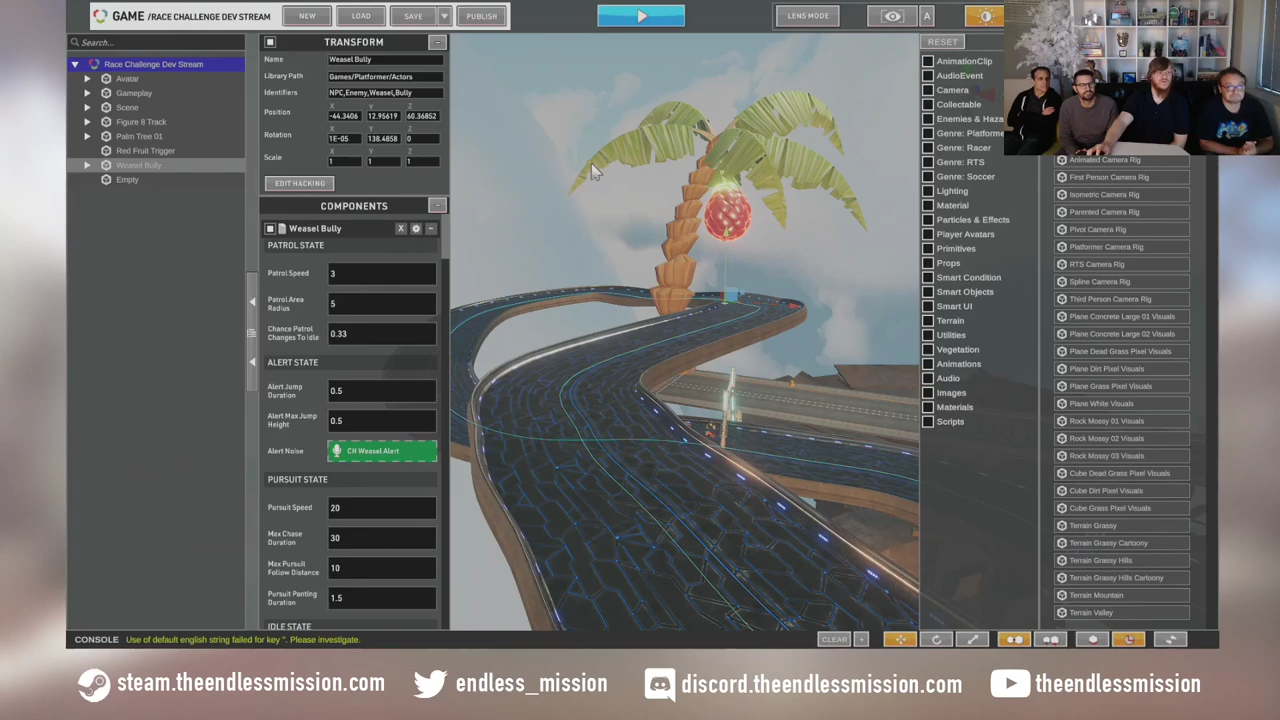 GAME /RACE CHALLENGE DEV STREAM NEW LOAD SAVE PUBLISH LENS MODE A
Search...
Race Challenge Dev Stream
Avatar
Gameplay
Scene
Figure 8 Track
Palm Tree 01
Red Fruit Trigger
Weasel Bully
Empty
TRANSFORM
Name Weasel Bully
Library Path Games/Platformer/Actors
Identifiers NPC,Enemy,Weasel,Bully
X Y Z
Position -44.3406 12.95619 60.36852
X Y Z
Rotation 1E-05 138.4858 0
X Y Z
Scale 1 1 1
EDIT HACKING
COMPONENTS
Weasel Bully X
PATROL STATE
Patrol Speed 3
Patrol Area Radius 5
Chance Patrol Changes To Idle 0.33
ALERT STATE
Alert Jump Duration 0.5
Alert Max Jump Height 0.5
Alert Noise CH Weasel Alert
PURSUIT STATE
Pursuit Speed 20
Max Chase Duration 30
Max Pursuit Follow Distance 10
Pursuit Panting Duration 1.5
IDLE STATE
RESET
AnimationClip
AudioEvent
Camera
Collectable
Enemies & Haza
Genre: Platforme
Genre: Racer
Genre: RTS
Genre: Soccer
Lighting
Material
Particles & Effects
Player Avatars
Primitives
Props
Smart Condition
Smart Objects
Smart UI
Terrain
Utilities
Vegetation
Animations
Audio
Images
Materials
Scripts
Animated Camera Rig
First Person Camera Rig
Isometric Camera Rig
Parented Camera Rig
Pivot Camera Rig
Platformer Camera Rig
RTS Camera Rig
Spline Camera Rig
Third Person Camera Rig
Plane Concrete Large 01 Visuals
Plane Concrete Large 02 Visuals
Plane Dead Grass Pixel Visuals
Plane Dirt Pixel Visuals
Plane Grass Pixel Visuals
Plane White Visuals
Rock Mossy 01 Visuals
Rock Mossy 02 Visuals
Rock Mossy 03 Visuals
Cube Dead Grass Pixel Visuals
Cube Dirt Pixel Visuals
Cube Grass Pixel Visuals
Terrain Grassy
Terrain Grassy Cartoony
Terrain Grassy Hills
Terrain Grassy Hills Cartoony
Terrain Mountain
Terrain Valley
CONSOLE Use of default english string failed for key ''. Please investigate. CLEAR +
steam.theendlessmission.com endless_mission discord.theendlessmission.com theendlessmission